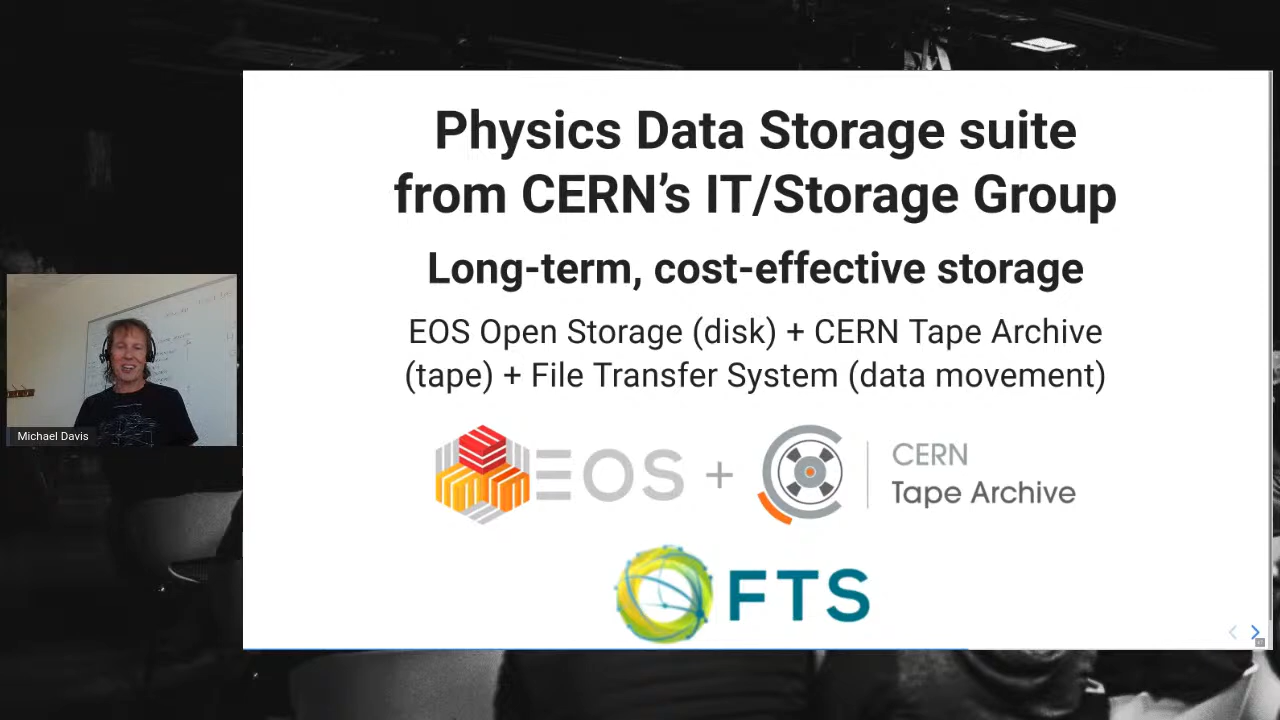 Physics Data Storage suite
from CERN’s IT/Storage Group
Long-term, cost-effective storage
EOS Open Storage (disk) + CERN Tape Archive
(tape) + File Transfer System (data movement)
EOS + CERN
Tape Archive
FTS
Michael Davis